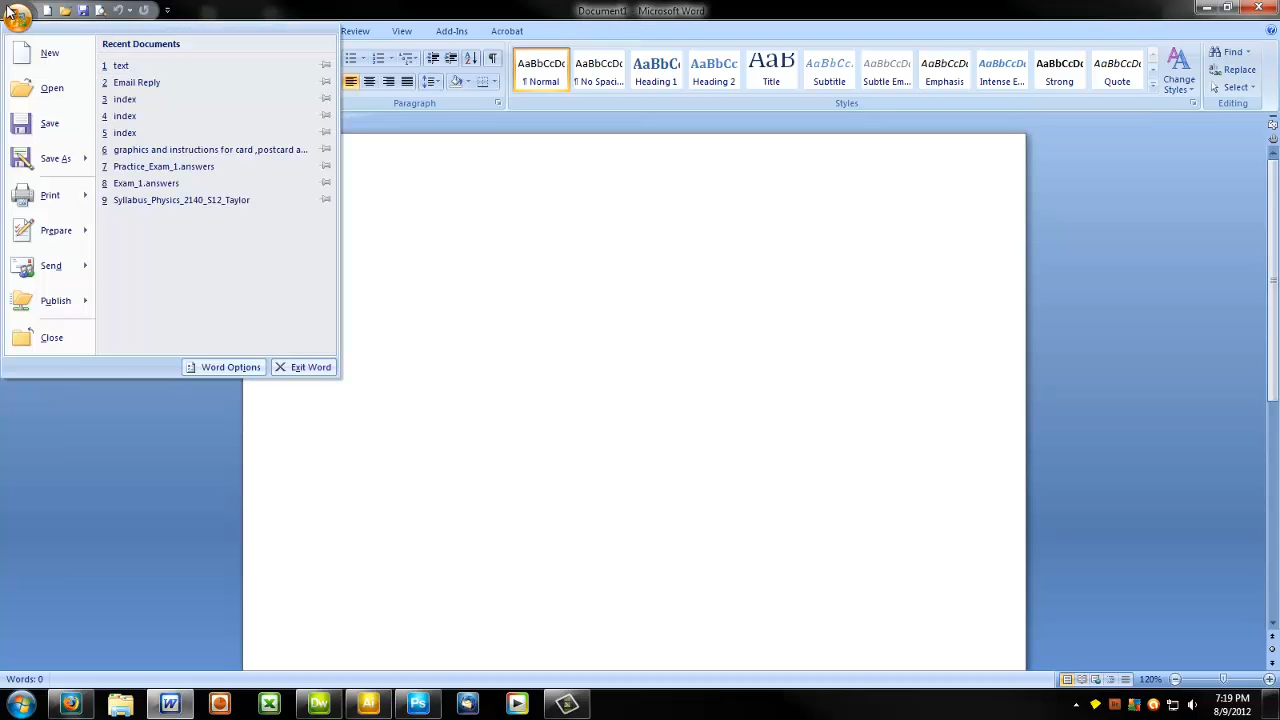 Document1 - Microsoft Word
Review View Add-Ins Acrobat
New
Open
Save
Save As
Print
Prepare
Send
Publish
Close
Recent Documents
1 text
2 Email Reply
3 index
4 index
5 index
6 graphics and instructions for card ,postcard a...
7 Practice_Exam_1.answers
8 Exam_1.answers
9 Syllabus_Physics_2140_S12_Taylor
Word Options Exit Word
AaBbCcDc AaBbCcDc AaBbC AaBbCc AaB AaBbCc. AaBbCcDc AaBbCcDc AaBbCcDc AaBbCcDc AaBbCcDc
¶ Normal ¶ No Spaci... Heading 1 Heading 2 Title Subtitle Subtle Em... Emphasis Intense E... Strong Quote
Change Styles
Find
Replace
Select
Paragraph Styles Editing
Words: 0 120%
Dw Ai Ps
7:19 PM
8/9/2012